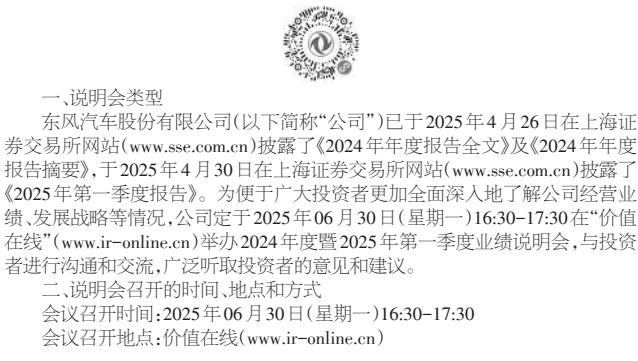 一、说明会类型
东风汽车股份有限公司(以下简称“公司”)已于2025年4月26日在上海证
券交易所网站(www.sse.com.cn)披露了《2024年年度报告全文》及《2024年年度
报告摘要》,于2025年4月30日在上海证券交易所网站(www.sse.com.cn)披露了
《2025年第一季度报告》。为便于广大投资者更加全面深入地了解公司经营业
绩、发展战略等情况,公司定于2025年06月30日(星期一)16:30-17:30在“价值
在线”(www.ir-online.cn)举办2024年度暨2025年第一季度业绩说明会,与投资
者进行沟通和交流,广泛听取投资者的意见和建议。
二、说明会召开的时间、地点和方式
会议召开时间:2025年06月30日(星期一)16:30-17:30
会议召开地点:价值在线(www.ir-online.cn)